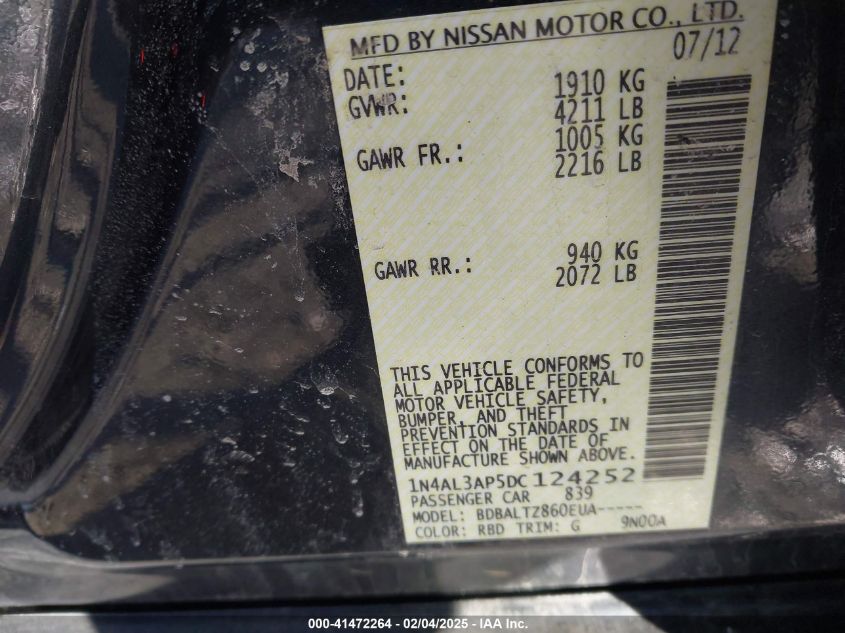 MFD BY NISSAN MOTOR CO., LTD.
DATE: 07/12
GVWR: 1910 KG
4211 LB
GAWR FR.: 1005 KG
2216 LB
GAWR RR.: 940 KG
2072 LB
THIS VEHICLE CONFORMS TO
ALL APPLICABLE FEDERAL
MOTOR VEHICLE SAFETY,
BUMPER, AND THEFT
PREVENTION STANDARDS IN
EFFECT ON THE DATE OF
MANUFACTURE SHOWN ABOVE.
1N4AL3AP5DC124252
PASSENGER CAR 839
MODEL: BDBALTZ860EUA-----
COLOR: RBD TRIM: G 9N00A
000-41472264 - 02/04/2025 - IAA Inc.